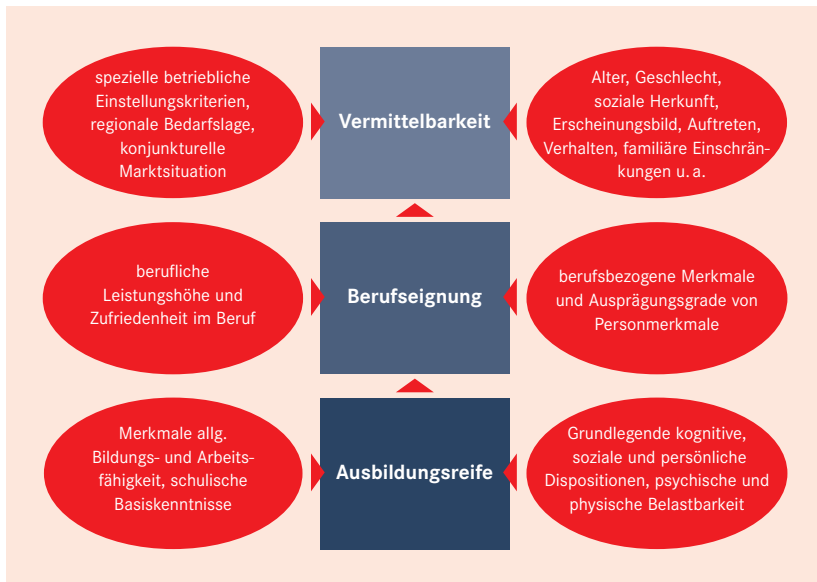 spezielle betriebliche
Einstellungskriterien,
regionale Bedarfslage,
konjunkturelle
Marktsituation
Vermittelbarkeit
Alter, Geschlecht,
soziale Herkunft,
Erscheinungsbild, Auftreten,
Verhalten, familiäre Einschrän-
kungen u. a.
berufliche
Leistungshöhe und
Zufriedenheit im Beruf
Berufseignung
berufsbezogene Merkmale
und Ausprägungsgrade von
Personmerkmale
Merkmale allg.
Bildungs- und Arbeits-
fähigkeit, schulische
Basiskenntnisse
Ausbildungsreife
Grundlegende kognitive,
soziale und persönliche
Dispositionen, psychische und
physische Belastbarkeit